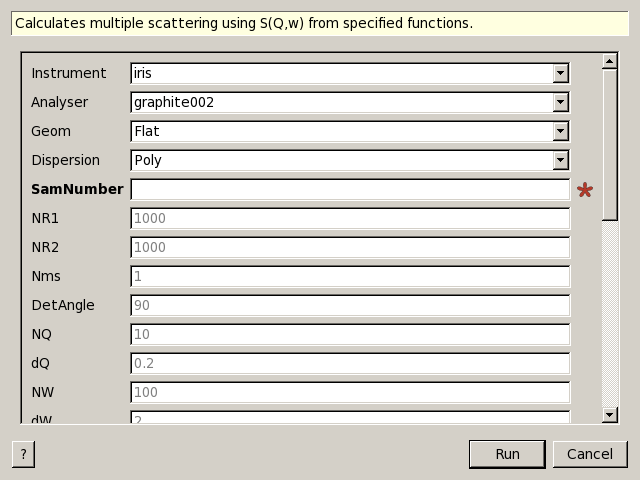 Calculates multiple scattering using S(Q,w) from specified functions.
Instrument iris
Analyser graphite002
Geom Flat
Dispersion Poly
SamNumber
NR1 1000
NR2 1000
Nms 1
DetAngle 90
NQ 10
dQ 0.2
NW 100
dW 2
? Run Cancel